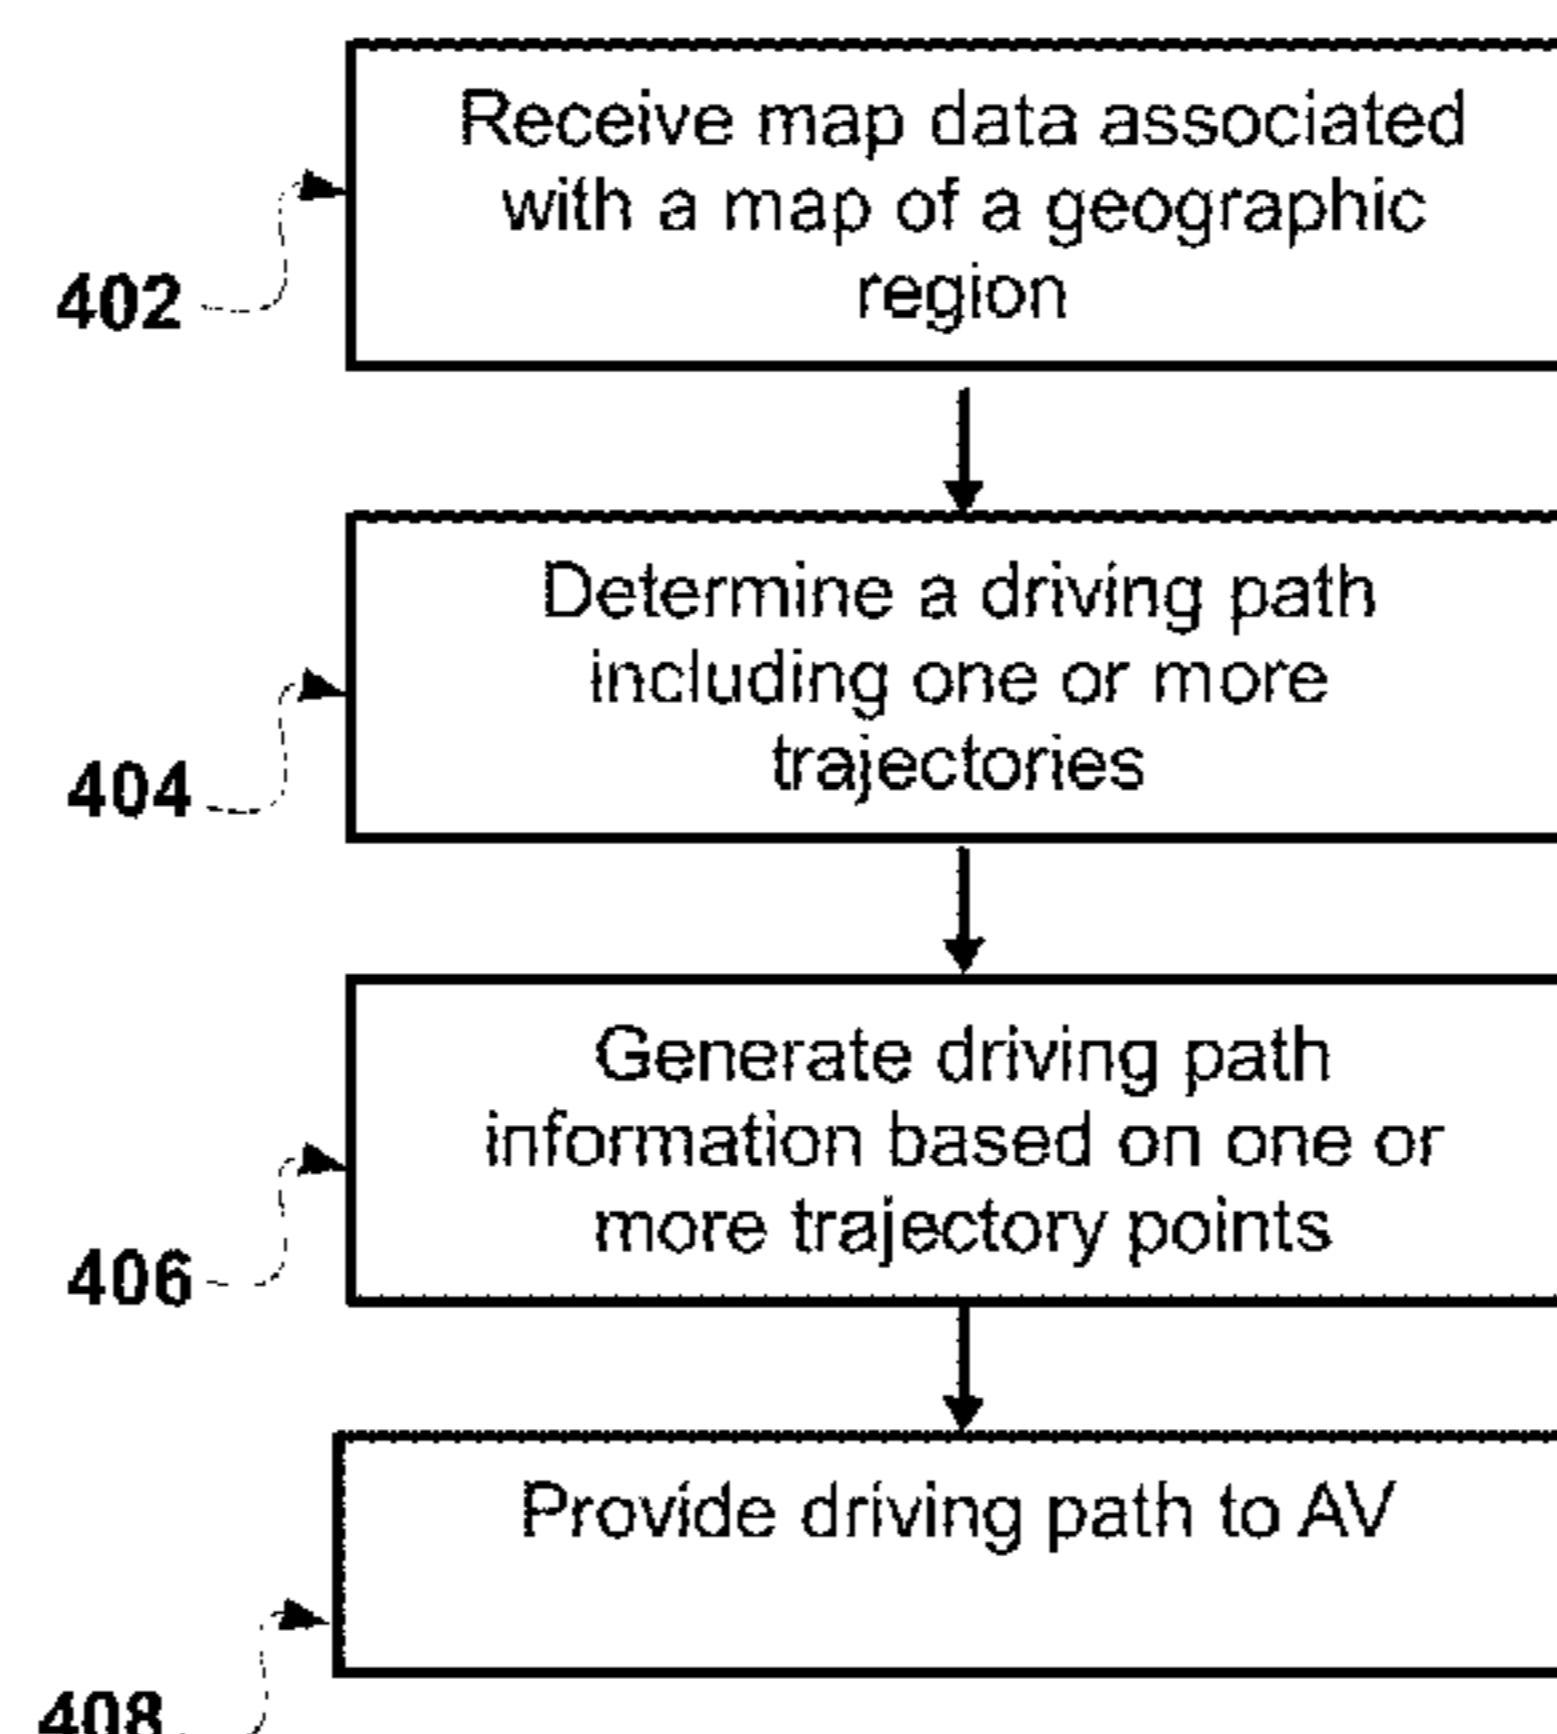 Receive map data associated
with a map of a geographic
region
402
Determine a driving path
including one or more
trajectories
404
Generate driving path
information based on one or
more trajectory points
406
Provide driving path to AV
408